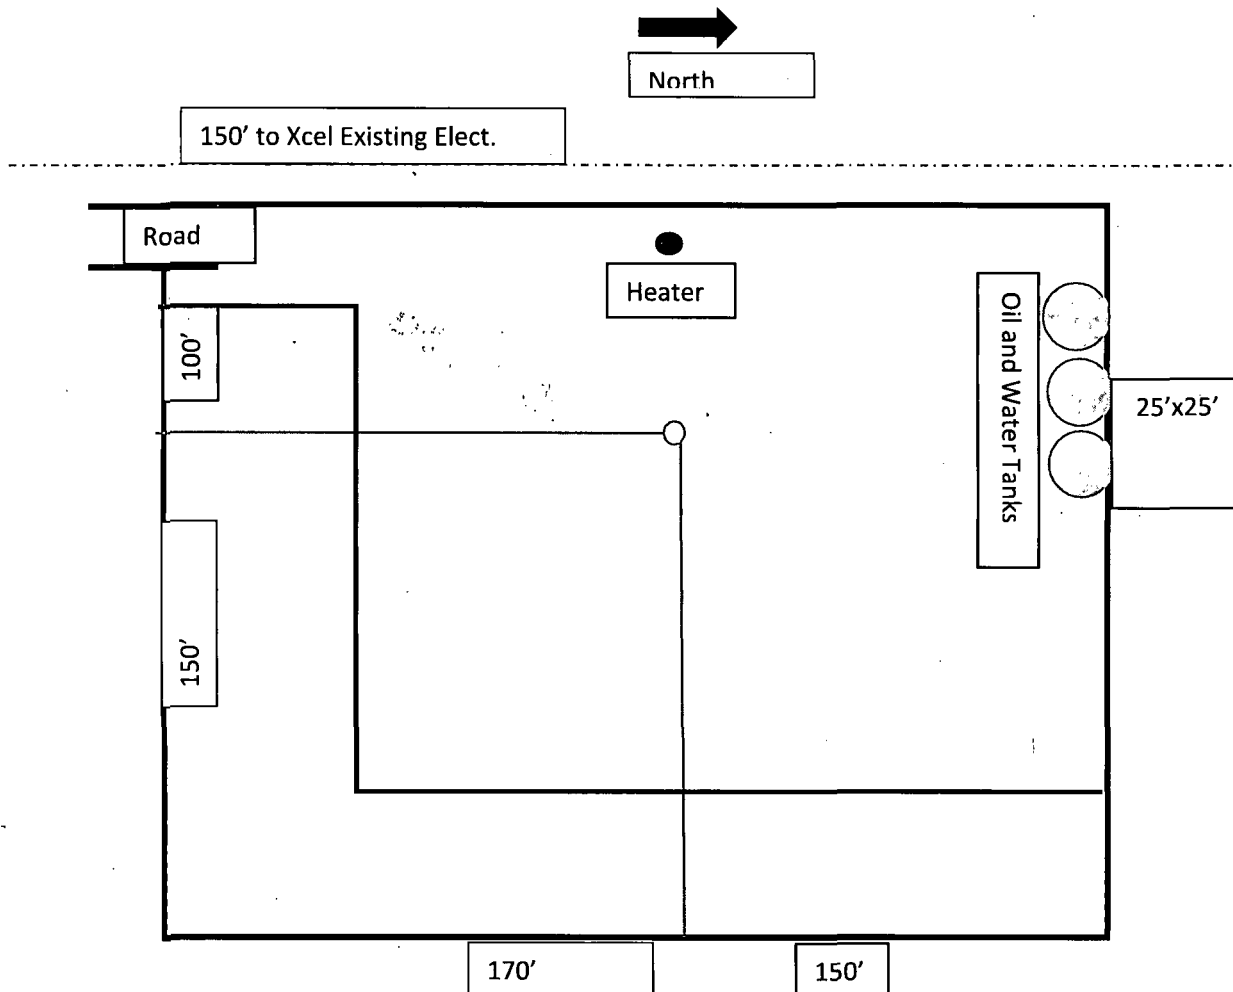 North
150' to Xcel Existing Elect.
Road
Heater
Oil and Water Tanks
100'
25'x25'
150'
170'
150'